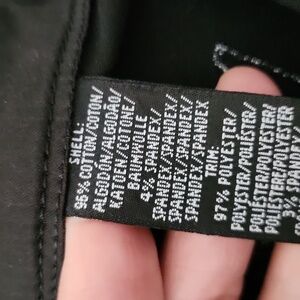 SHELL:
96% COTTON/COTON/
ALGODÓN/ALGODÃO/
KATOEN/COTONE/
BAUMWOLLE
4% SPANDEX/
SPANDEX/SPANDEX/
SPANDEX/SPANDEX/
SPANDEX/SPANDEX
TRIM:
97% POLYESTER/
POLYESTER/POLYESTER/
POLIÉSTER/POLIÉSTER/
POLIESTERE/POLYESTER
3% SPANDEX/